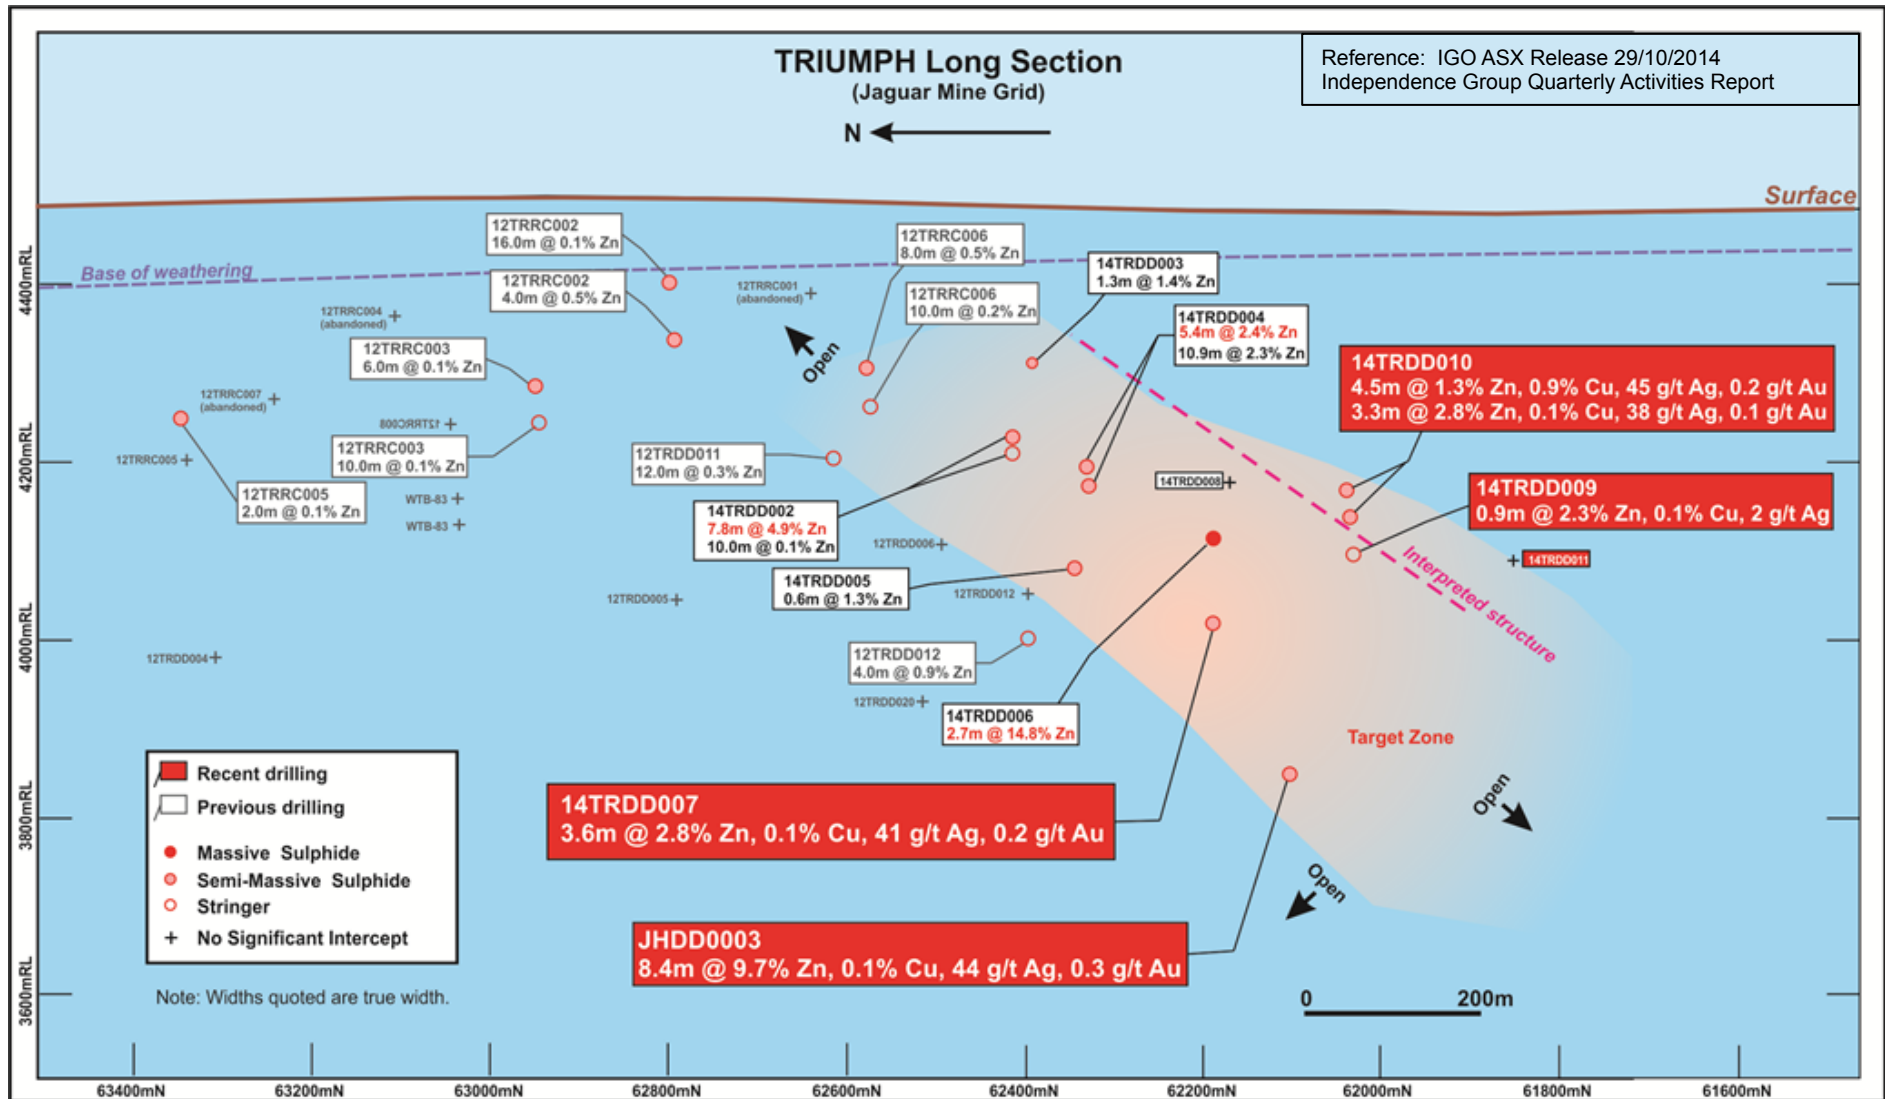 TRIUMPH Long Section
(Jaguar Mine Grid)
N
Reference: IGO ASX Release 29/10/2014
Independence Group Quarterly Activities Report
Surface
Base of weathering
4400mRL
4200mRL
4000mRL
3800mRL
3600mRL
12TRRC002
16.0m @ 0.1% Zn
12TRRC002
4.0m @ 0.5% Zn
12TRRC001
(abandoned)
12TRRC006
8.0m @ 0.5% Zn
12TRRC006
10.0m @ 0.2% Zn
14TRDD003
1.3m @ 1.4% Zn
14TRDD004
5.4m @ 2.4% Zn
10.9m @ 2.3% Zn
12TRRC004
(abandoned)
12TRRC003
6.0m @ 0.1% Zn
12TRRC007
(abandoned)
12TRRC008
12TRRC003
10.0m @ 0.1% Zn
12TRRC005
12TRRC005
2.0m @ 0.1% Zn
WTB-83
WTB-83
Open
12TRDD011
12.0m @ 0.3% Zn
14TRDD002
7.8m @ 4.9% Zn
10.0m @ 0.1% Zn
14TRDD008
14TRDD010
4.5m @ 1.3% Zn, 0.9% Cu, 45 g/t Ag, 0.2 g/t Au
3.3m @ 2.8% Zn, 0.1% Cu, 38 g/t Ag, 0.1 g/t Au
14TRDD009
0.9m @ 2.3% Zn, 0.1% Cu, 2 g/t Ag
14TRDD011
Interpreted structure
12TRDD006
14TRDD005
0.6m @ 1.3% Zn
12TRDD005
12TRDD012
12TRDD012
4.0m @ 0.9% Zn
12TRDD004
12TRDD020
14TRDD006
2.7m @ 14.8% Zn
Target Zone
Open
Open
14TRDD007
3.6m @ 2.8% Zn, 0.1% Cu, 41 g/t Ag, 0.2 g/t Au
JHDD0003
8.4m @ 9.7% Zn, 0.1% Cu, 44 g/t Ag, 0.3 g/t Au
Recent drilling
Previous drilling
Massive Sulphide
Semi-Massive Sulphide
Stringer
No Significant Intercept
Note: Widths quoted are true width.
0 200m
63400mN
63200mN
63000mN
62800mN
62600mN
62400mN
62200mN
62000mN
61800mN
61600mN